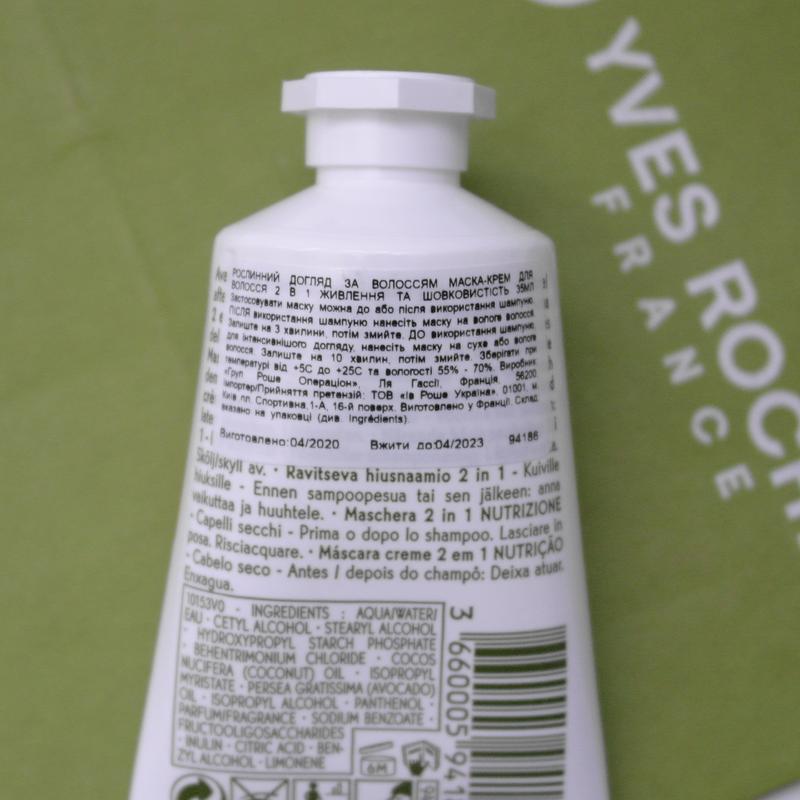 YVES ROCH
FRANCE
РОСЛИННИЙ ДОГЛЯД ЗА ВОЛОССЯМ МАСКА-КРЕМ ДЛЯ
ВОЛОССЯ 2 В 1 ЖИВЛЕННЯ ТА ШОВКОВИСТІСТЬ 35МЛ
Застосовувати маску можна до або після використання шампуню.
ПІСЛЯ використання шампуню нанесіть маску на вологе волосся.
Залиште на 3 хвилини, потім змийте. ДО використання шампуню,
для інтенсивнішого догляду, нанесіть маску на сухе або вологе
волосся. Залиште на 10 хвилин, потім змийте. Зберігати при
температурі від +5С до +25С та вологості 55% - 70%. Виробник:
«Груп Роше Операціон», Ля Гассії, Франція, 56200
Імпортер/Прийняття претензій: ТОВ «Ів Роше Україна», 01001, м.
Київ пл. Спортивна 1-А, 16-й поверх. Виготовлено у Франції. Склад
вказано на упаковці (див. Ingrédients).
Виготовлено:04/2020 Вжити до:04/2023 94186
Skölj/skyll av. • Ravitseva hiusnaamio 2 in 1 - Kuiville
hiuksille - Ennen sampoopesua tai sen jälkeen: anna
vaikuttaa ja huuhtele. • Maschera 2 in 1 NUTRIZIONE
- Capelli secchi - Prima o dopo lo shampoo. Lasciare in
posa. Risciacquare. • Máscara creme 2 em 1 NUTRIÇÃO
- Cabelo seco - Antes / depois do champô: Deixa atuar.
Enxagua.
10153V0 - INGREDIENTS : AQUA/WATER/
EAU · CETYL ALCOHOL · STEARYL ALCOHOL
· HYDROXYPROPYL STARCH PHOSPHATE
· BEHENTRIMONIUM CHLORIDE · COCOS
NUCIFERA (COCONUT) OIL · ISOPROPYL
MYRISTATE · PERSEA GRATISSIMA (AVOCADO)
OIL · ISOPROPYL ALCOHOL · PANTHENOL ·
PARFUM/FRAGRANCE · SODIUM BENZOATE ·
FRUCTOOLIGOSACCHARIDES
· INULIN · CITRIC ACID · BEN-
ZYL ALCOHOL · LIMONENE
6M
3 660005 941